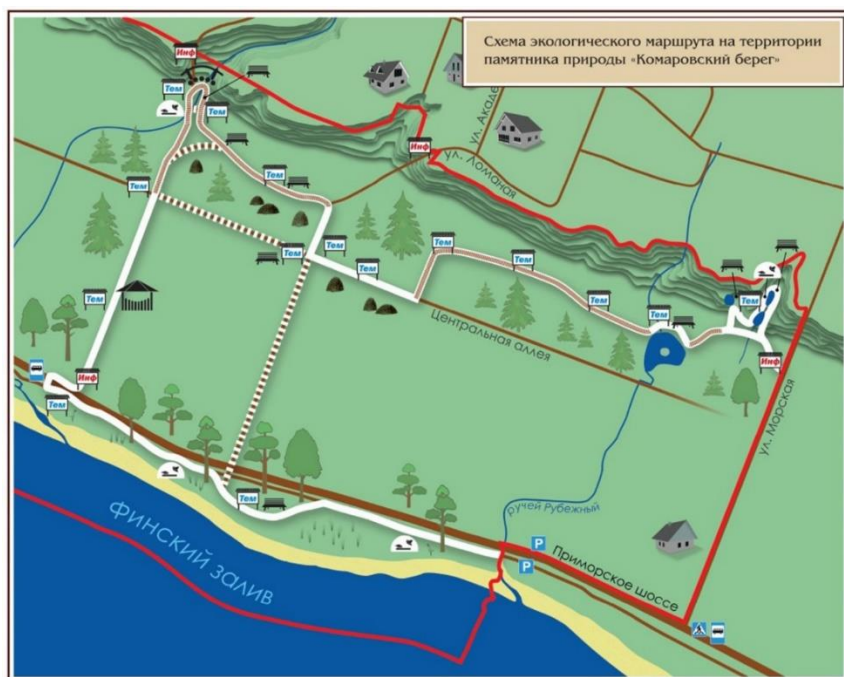 Схема экологического маршрута на территории
памятника природы «Комаровский берег»
Инф
Тем
Тем
ул. Акаде
Инф
ул. Ломаная
Тем
Тем
Тем
Тем
Тем
Тем
Тем
Тем
Тем
Тем
Тем
Центральная аллея
Инф
Инф
Тем
ул. Морская
Тем
ручей Рубежный
P
P
Приморское шоссе
ФИНСКИЙ ЗАЛИВ